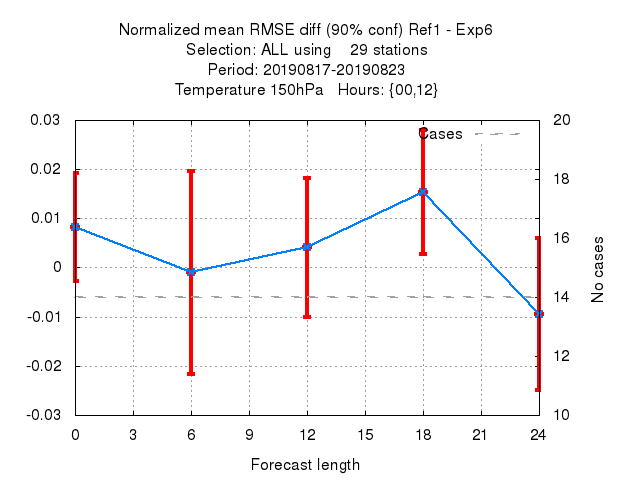 Normalized mean RMSE diff (90% conf) Ref1 - Exp6
Selection: ALL using 29 stations
Period: 20190817-20190823
Temperature 150hPa Hours: {00,12}
0.03
0.02
0.01
0
-0.01
-0.02
-0.03
Cases
20
18
16
14
12
10
No cases
0 3 6 9 12 15 18 21 24
Forecast length